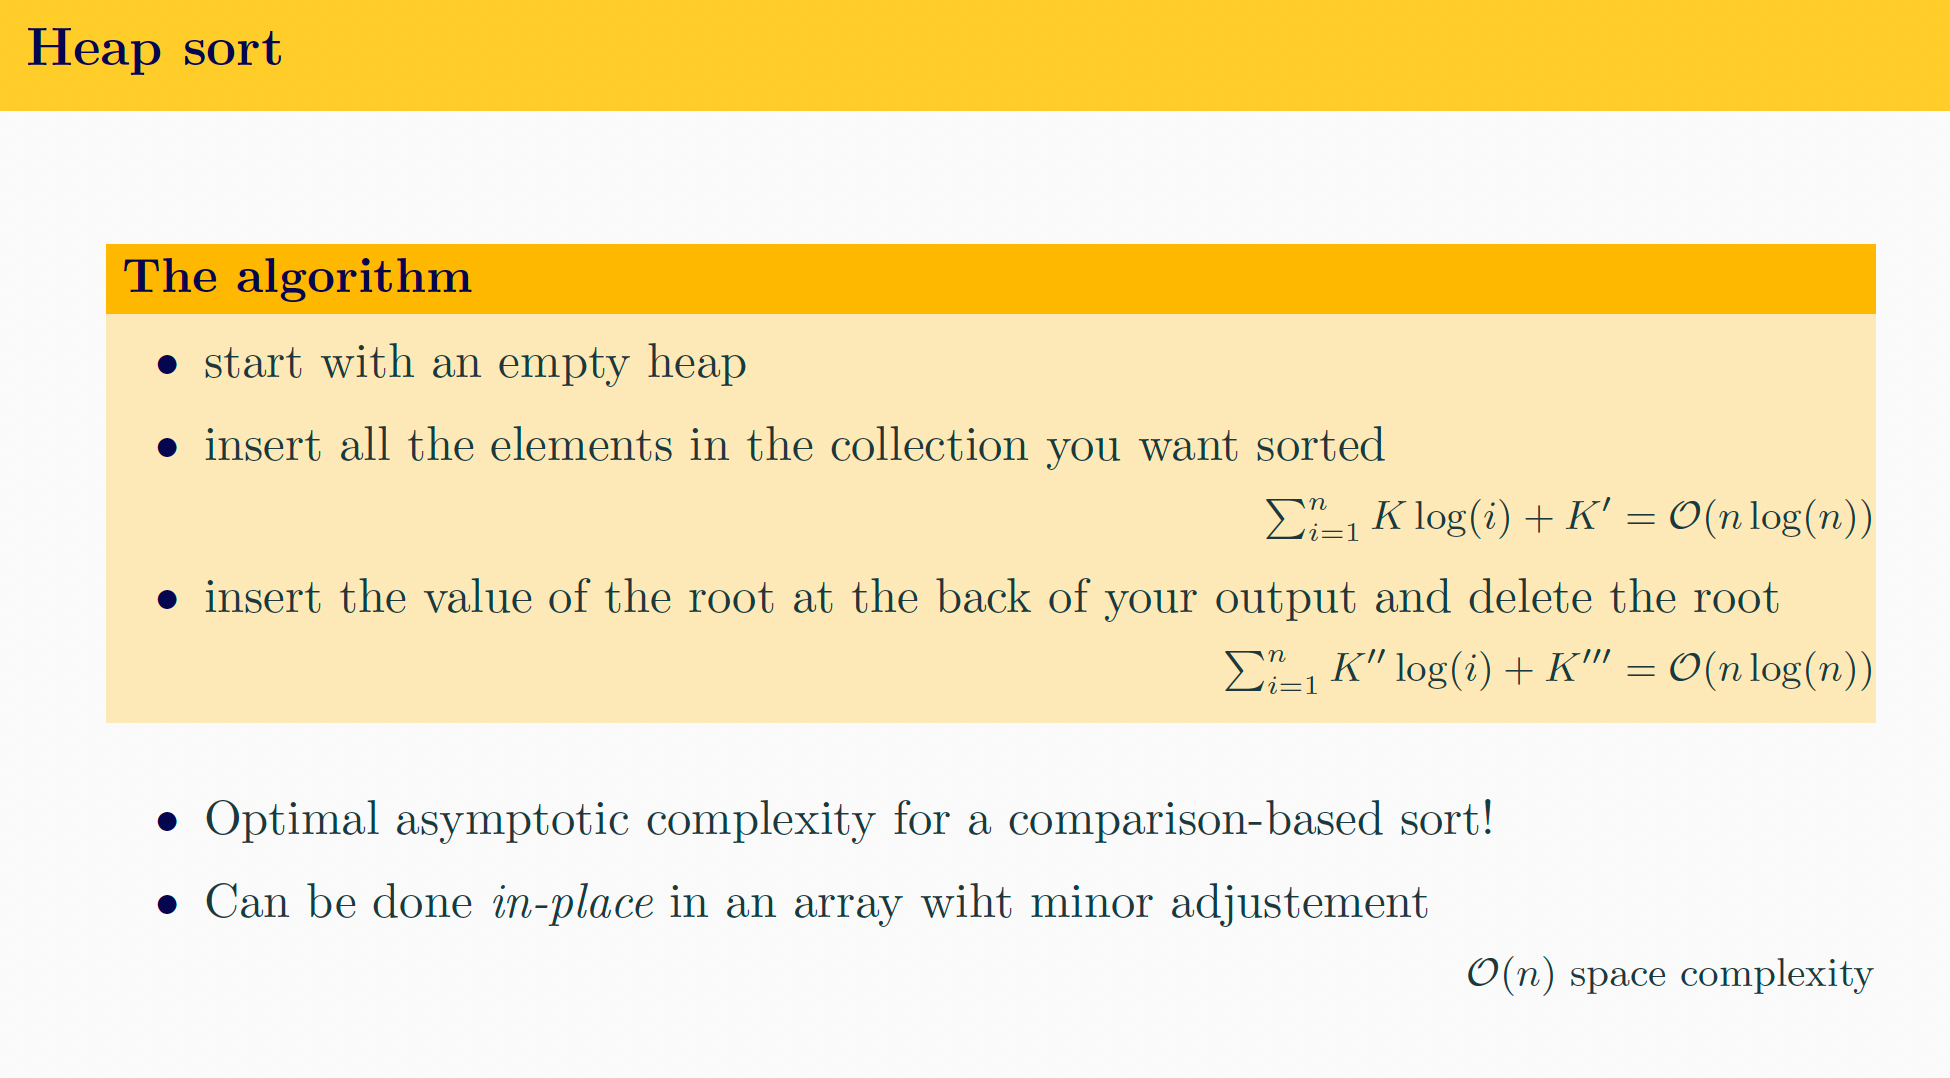 Heap sort
The algorithm
• start with an empty heap
• insert all the elements in the collection you want sorted
∑ⁿᵢ₌₁ K log(i) + K′ = 𝒪(n log(n))
• insert the value of the root at the back of your output and delete the root
∑ⁿᵢ₌₁ K″ log(i) + K‴ = 𝒪(n log(n))
• Optimal asymptotic complexity for a comparison-based sort!
• Can be done in-place in an array wiht minor adjustement
𝒪(n) space complexity